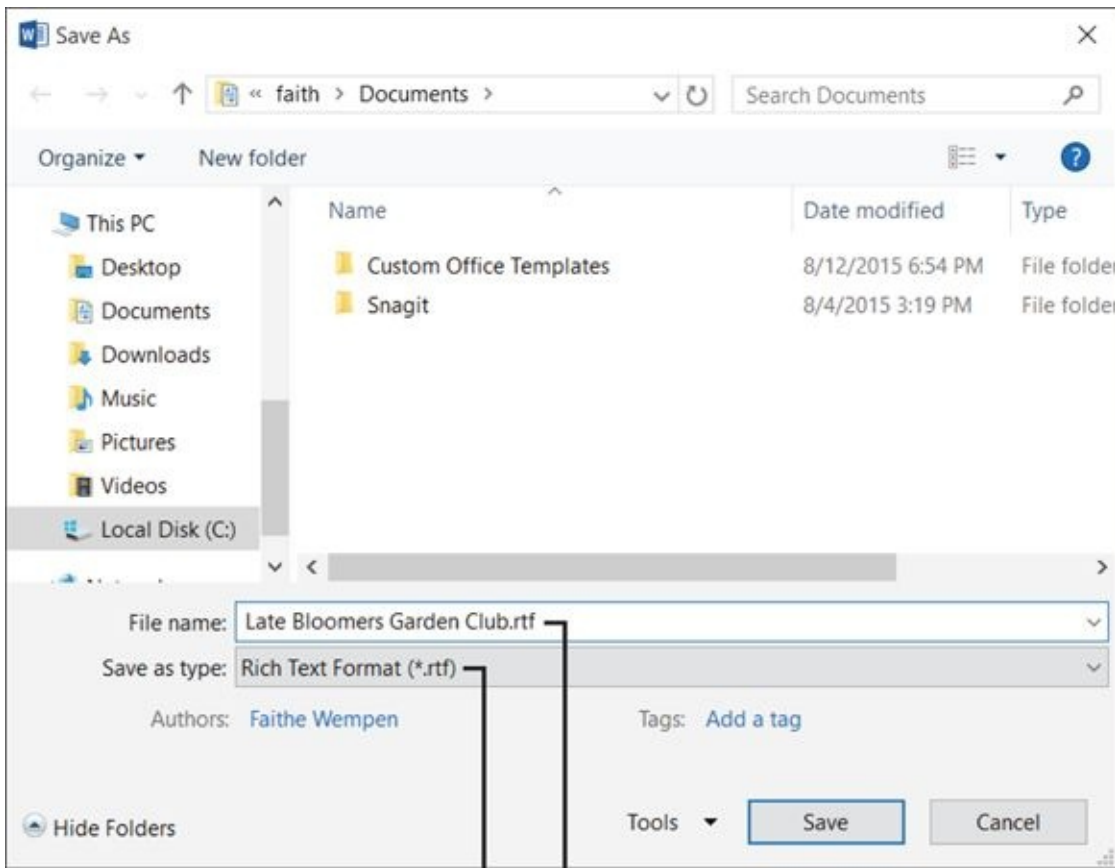 Save As
« faith > Documents >
Search Documents
Organize
New folder
Name
Date modified
Type
This PC
Desktop
Documents
Downloads
Music
Pictures
Videos
Local Disk (C:)
Custom Office Templates 8/12/2015 6:54 PM File folder
Snagit 8/4/2015 3:19 PM File folder
File name: Late Bloomers Garden Club.rtf
Save as type: Rich Text Format (*.rtf)
Authors: Faithe Wempen
Tags: Add a tag
Hide Folders
Tools
Save
Cancel